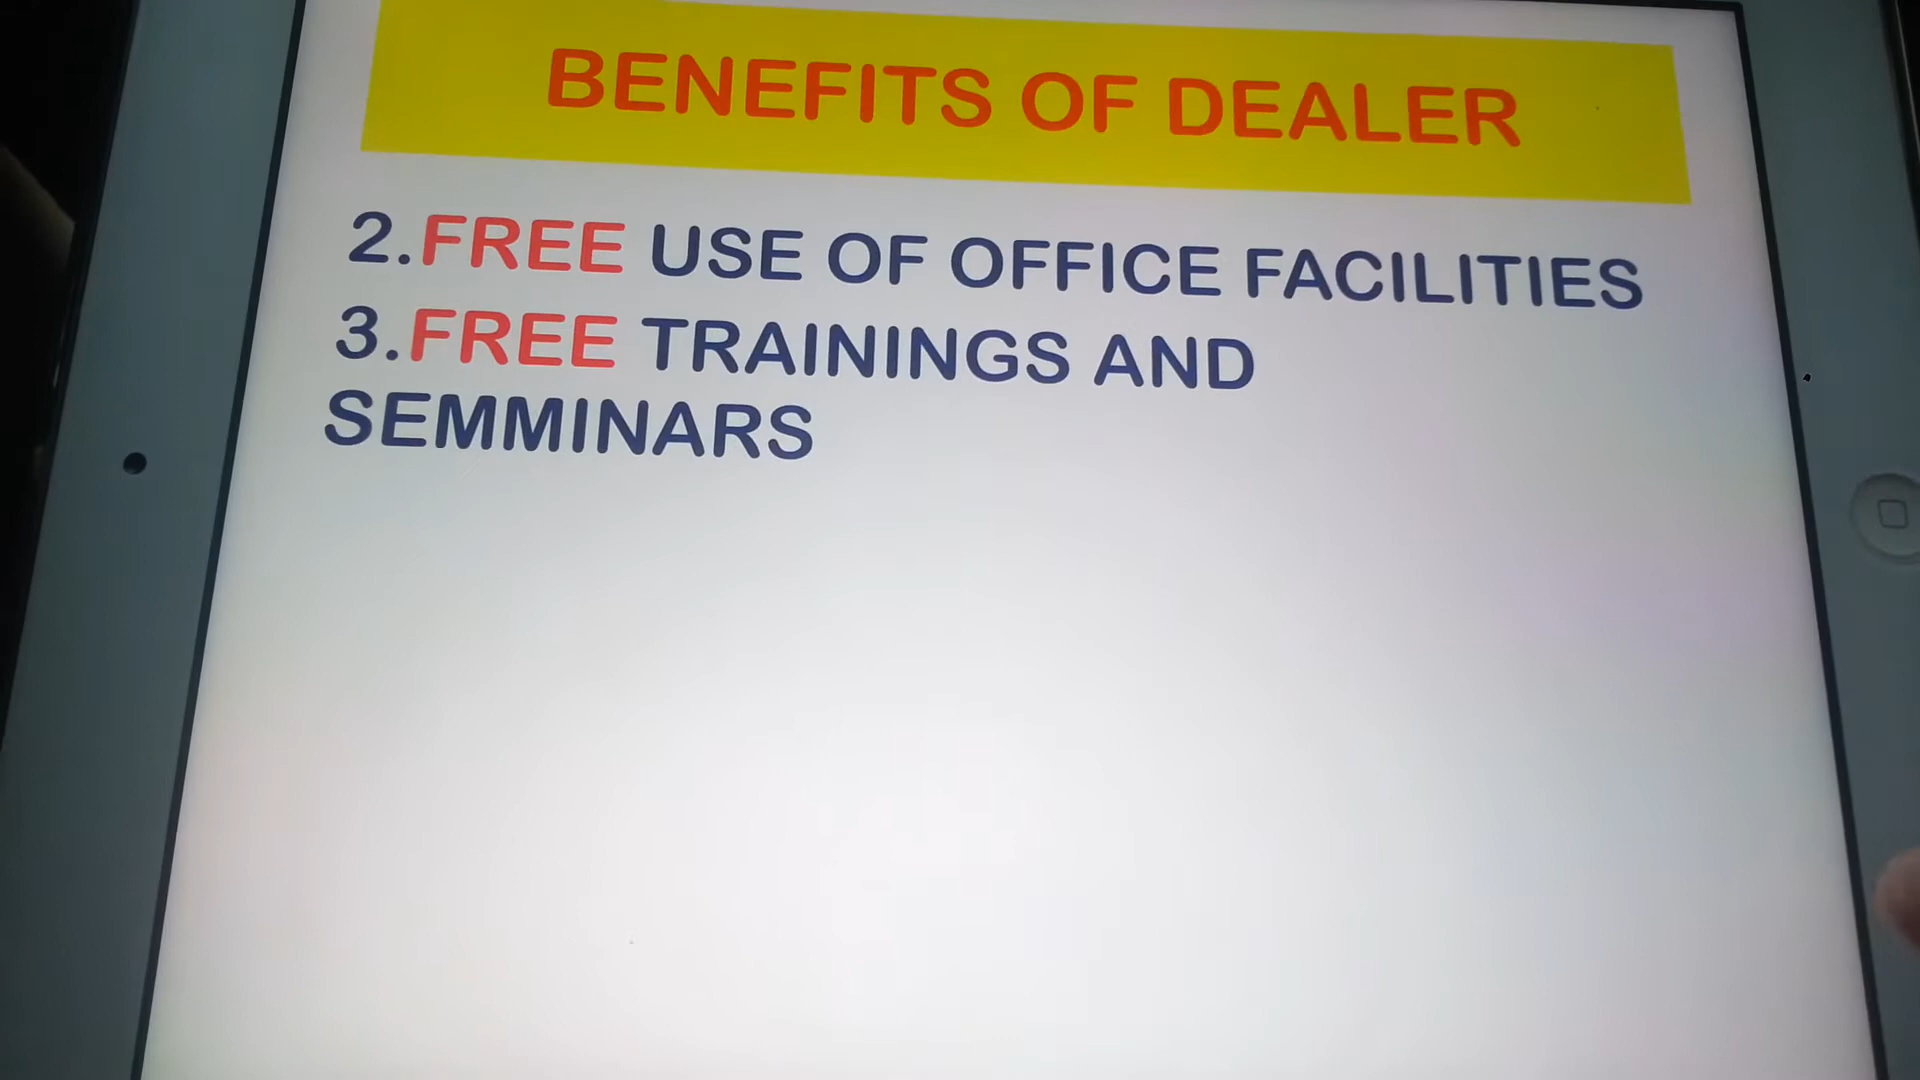 BENEFITS OF DEALER
2.FREE USE OF OFFICE FACILITIES
3.FREE TRAININGS AND
SEMMINARS